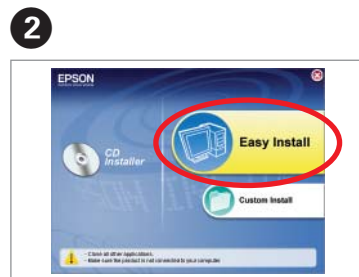 2
EPSON
Easy Install
CD
Installer
Custom Install
- Close all other applications.
- Make sure the product is not connected to your computer